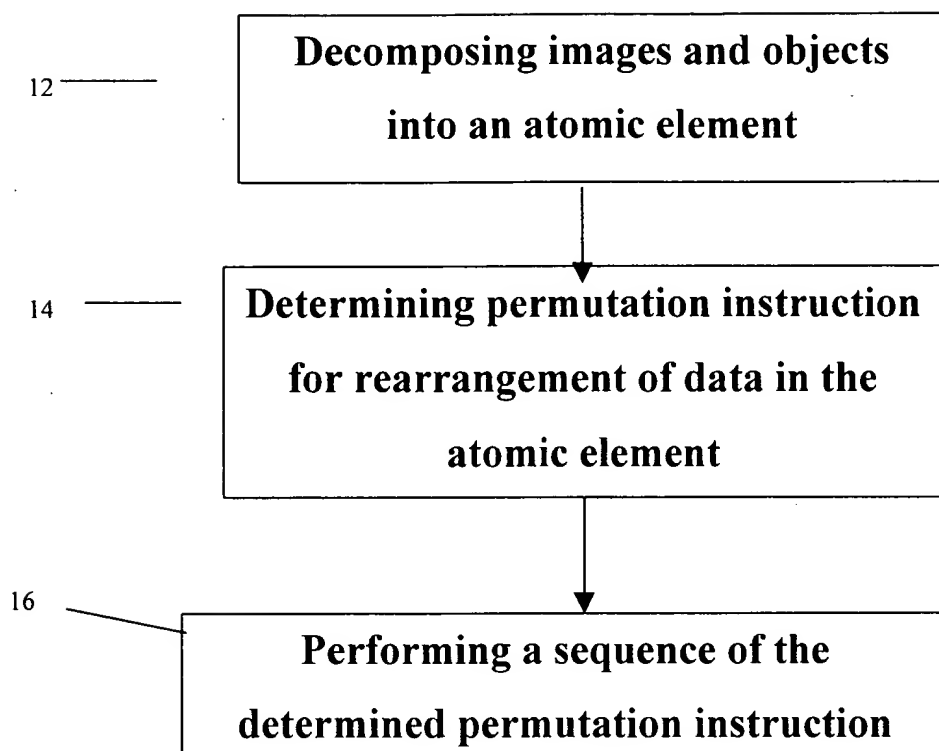 12
Decomposing images and objects
into an atomic element
14
Determining permutation instruction
for rearrangement of data in the
atomic element
16
Performing a sequence of the
determined permutation instruction